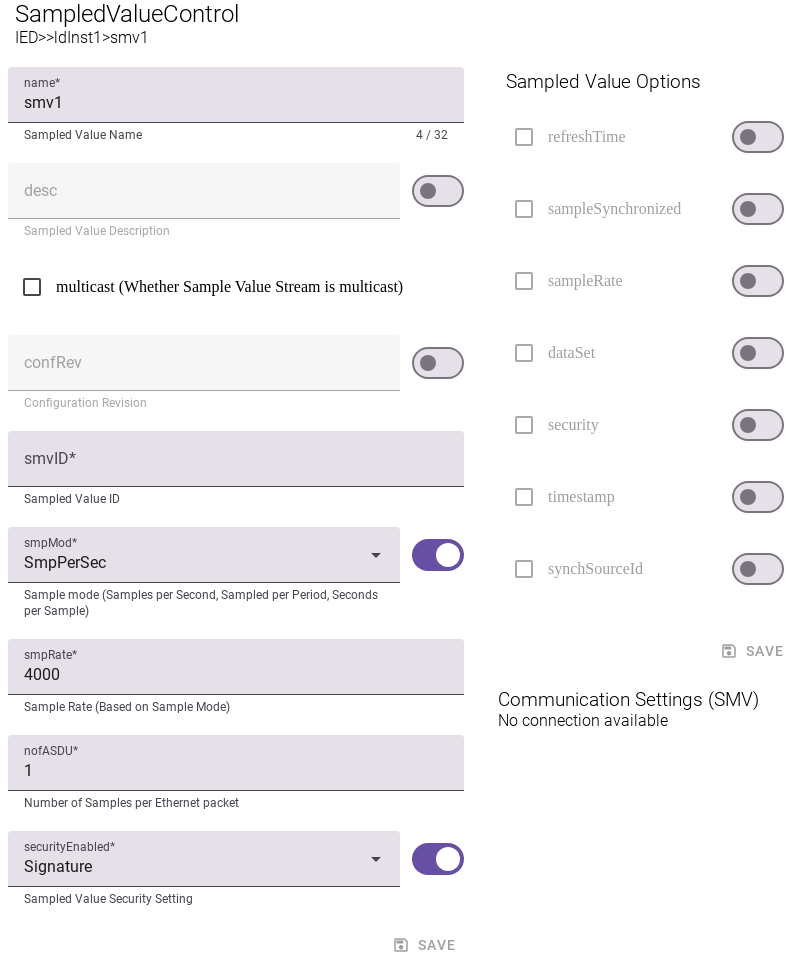 SampledValueControl
IED>>ldInst1>smv1
name*
smv1
Sampled Value Name
4 / 32
desc
Sampled Value Description
multicast (Whether Sample Value Stream is multicast)
confRev
Configuration Revision
smvID*
Sampled Value ID
smpMod*
SmpPerSec
Sample mode (Samples per Second, Sampled per Period, Seconds
per Sample)
smpRate*
4000
Sample Rate (Based on Sample Mode)
nofASDU*
1
Number of Samples per Ethernet packet
securityEnabled*
Signature
Sampled Value Security Setting
SAVE
Sampled Value Options
refreshTime
sampleSynchronized
sampleRate
dataSet
security
timestamp
synchSourceId
SAVE
Communication Settings (SMV)
No connection available